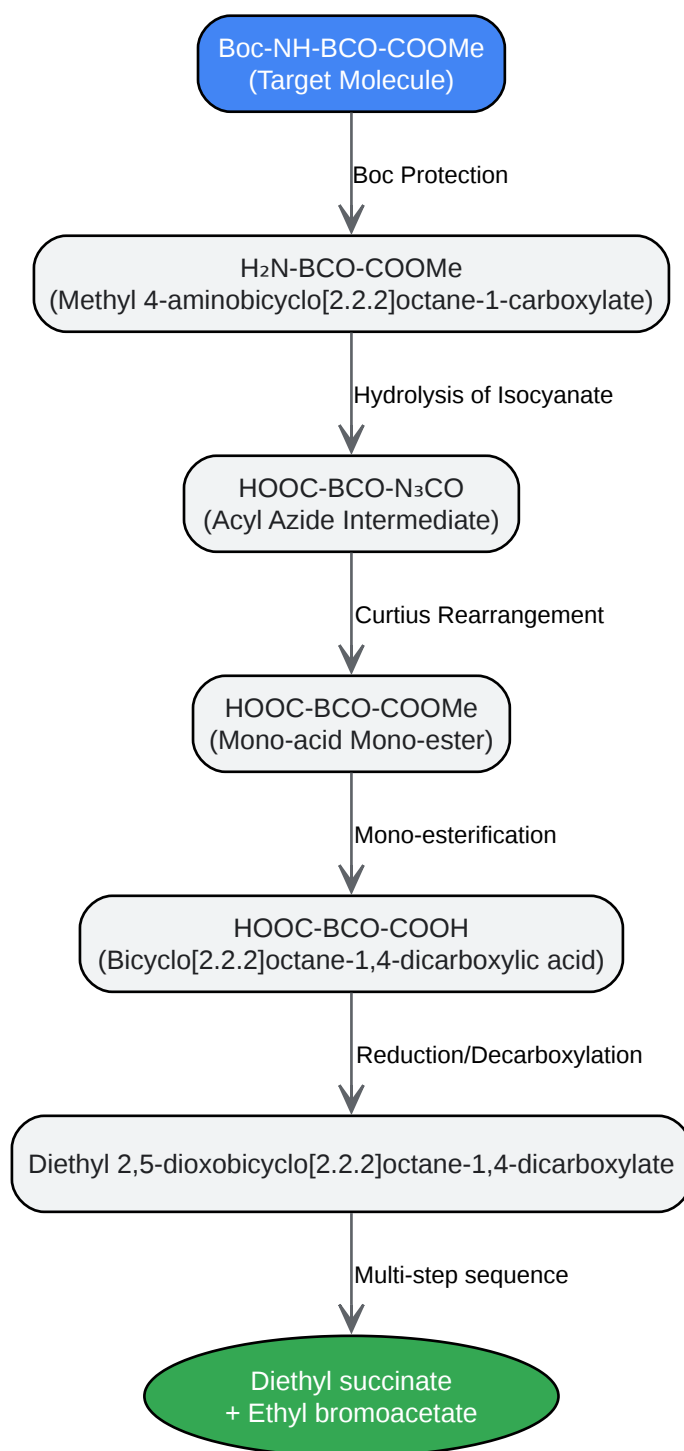 Boc-NH-BCO-COOMe
(Target Molecule)
Boc Protection
H₂N-BCO-COOMe
(Methyl 4-aminobicyclo[2.2.2]octane-1-carboxylate)
Hydrolysis of Isocyanate
HOOC-BCO-N₃CO
(Acyl Azide Intermediate)
Curtius Rearrangement
HOOC-BCO-COOMe
(Mono-acid Mono-ester)
Mono-esterification
HOOC-BCO-COOH
(Bicyclo[2.2.2]octane-1,4-dicarboxylic acid)
Reduction/Decarboxylation
Diethyl 2,5-dioxobicyclo[2.2.2]octane-1,4-dicarboxylate
Multi-step sequence
Diethyl succinate
+ Ethyl bromoacetate